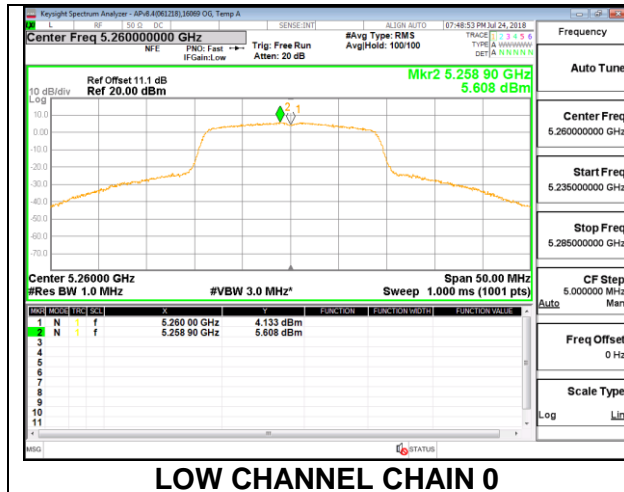 Keysight Spectrum Analyzer - APv8.4(061218),16069 OG, Temp A
L RF 50 Ω DC SENSE:INT ALIGN AUTO 07:48:53 PM Jul 24, 2018
Center Freq 5.260000000 GHz #Avg Type: RMS TRACE 1 2 3 4 5 6
NFE PNO: Fast Trig: Free Run Avg|Hold: 100/100 TYPE A WWWWW
IFGain:Low Atten: 20 dB DET A N N N N N
Ref Offset 11.1 dB Mkr2 5.258 90 GHz
10 dB/div Ref 20.00 dBm 5.608 dBm
Log
10.0
0.00
-10.0
-20.0
-30.0
-40.0
-50.0
-60.0
-70.0
2 1
Center 5.26000 GHz Span 50.00 MHz
#Res BW 1.0 MHz #VBW 3.0 MHz* Sweep 1.000 ms (1001 pts)
MKR MODE TRC SCL X Y FUNCTION FUNCTION WIDTH FUNCTION VALUE
1 N 1 f 5.260 00 GHz 4.133 dBm
2 N 1 f 5.258 90 GHz 5.608 dBm
3
4
5
6
7
8
9
10
11
MSG STATUS
Frequency
Auto Tune
Center Freq
5.260000000 GHz
Start Freq
5.235000000 GHz
Stop Freq
5.285000000 GHz
CF Step
5.000000 MHz
Auto Man
Freq Offset
0 Hz
Scale Type
Log Lin
LOW CHANNEL CHAIN 0